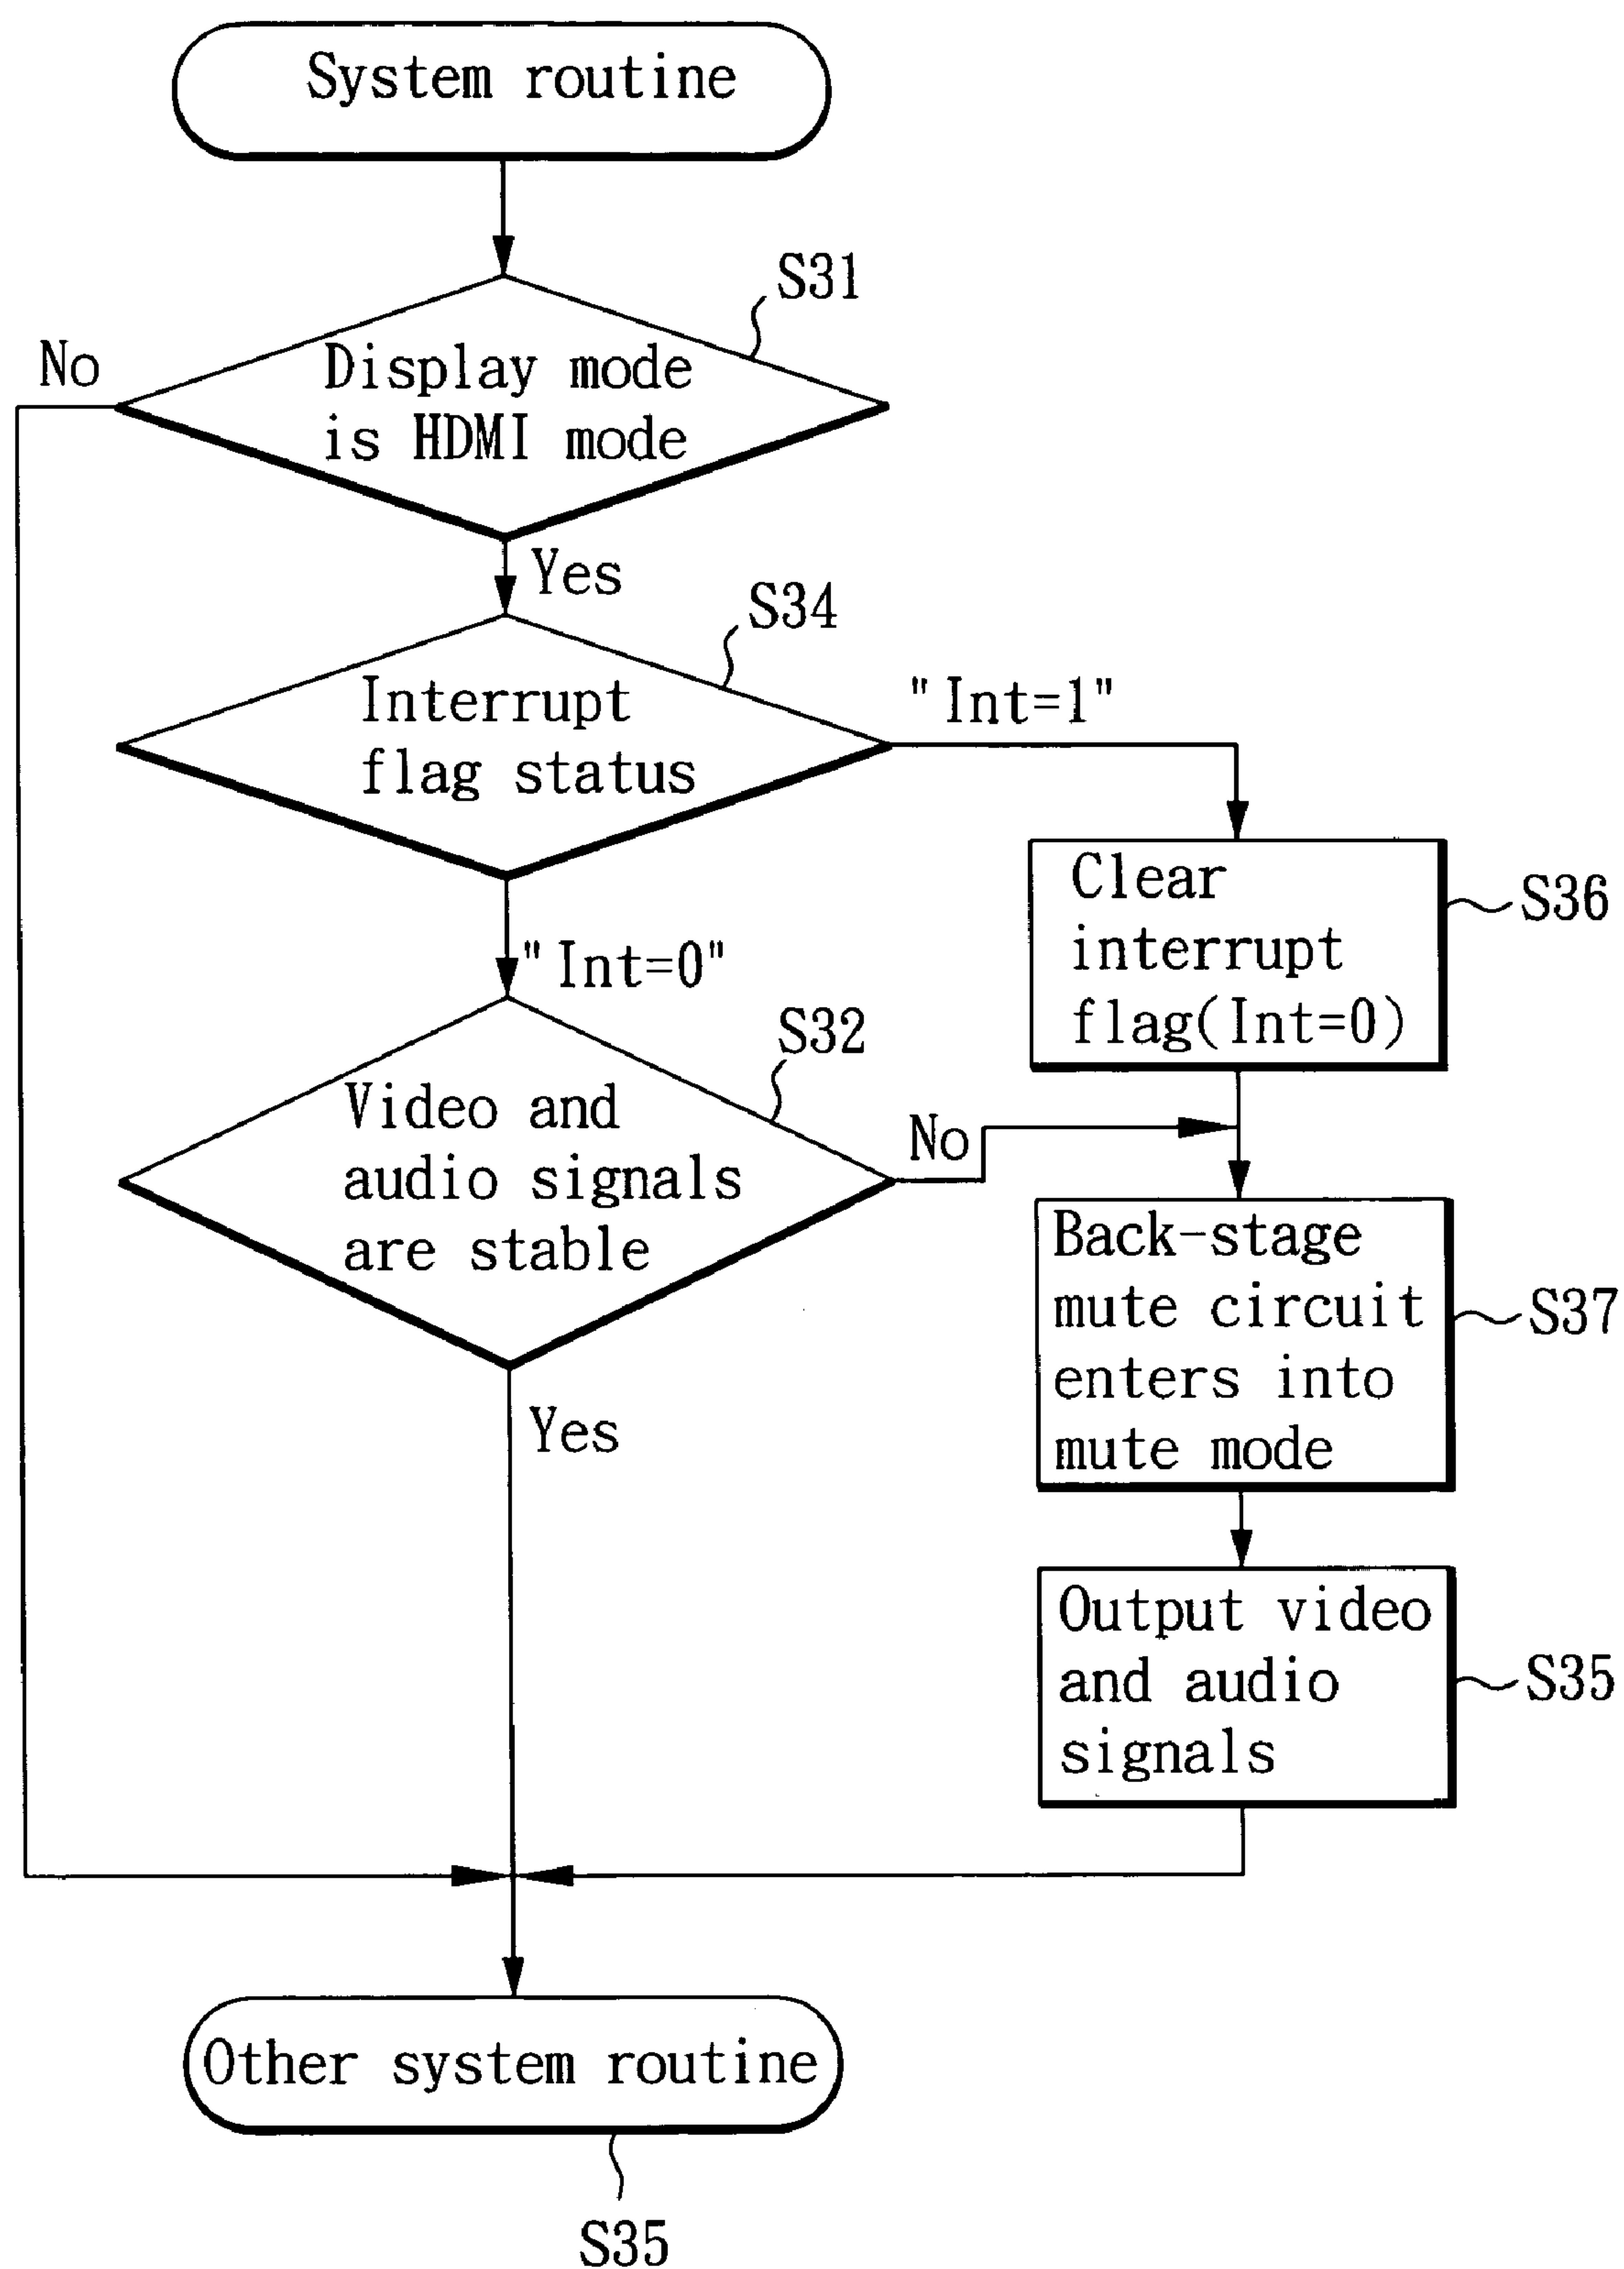 System routine
S31
No
Display mode
is HDMI mode
Yes
S34
Interrupt
flag status
"Int=1"
Clear
interrupt
flag(Int=0)
S36
"Int=0"
S32
Video and
audio signals
are stable
No
Back-stage
mute circuit
enters into
mute mode
S37
Yes
Output video
and audio
signals
S35
Other system routine
S35